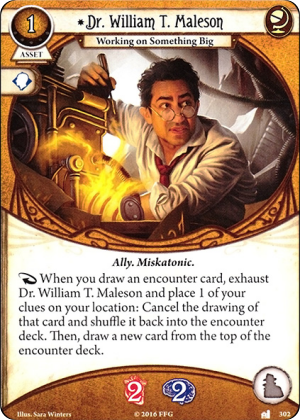 1
*Dr. William T. Maleson
ASSET
Working on Something Big
Ally. Miskatonic.
When you draw an encounter card, exhaust
Dr. William T. Maleson and place 1 of your
clues on your location: Cancel the drawing of
that card and shuffle it back into the encounter
deck. Then, draw a new card from the top of the
encounter deck.
2 2
Illus. Sara Winters
© 2016 FFG
302